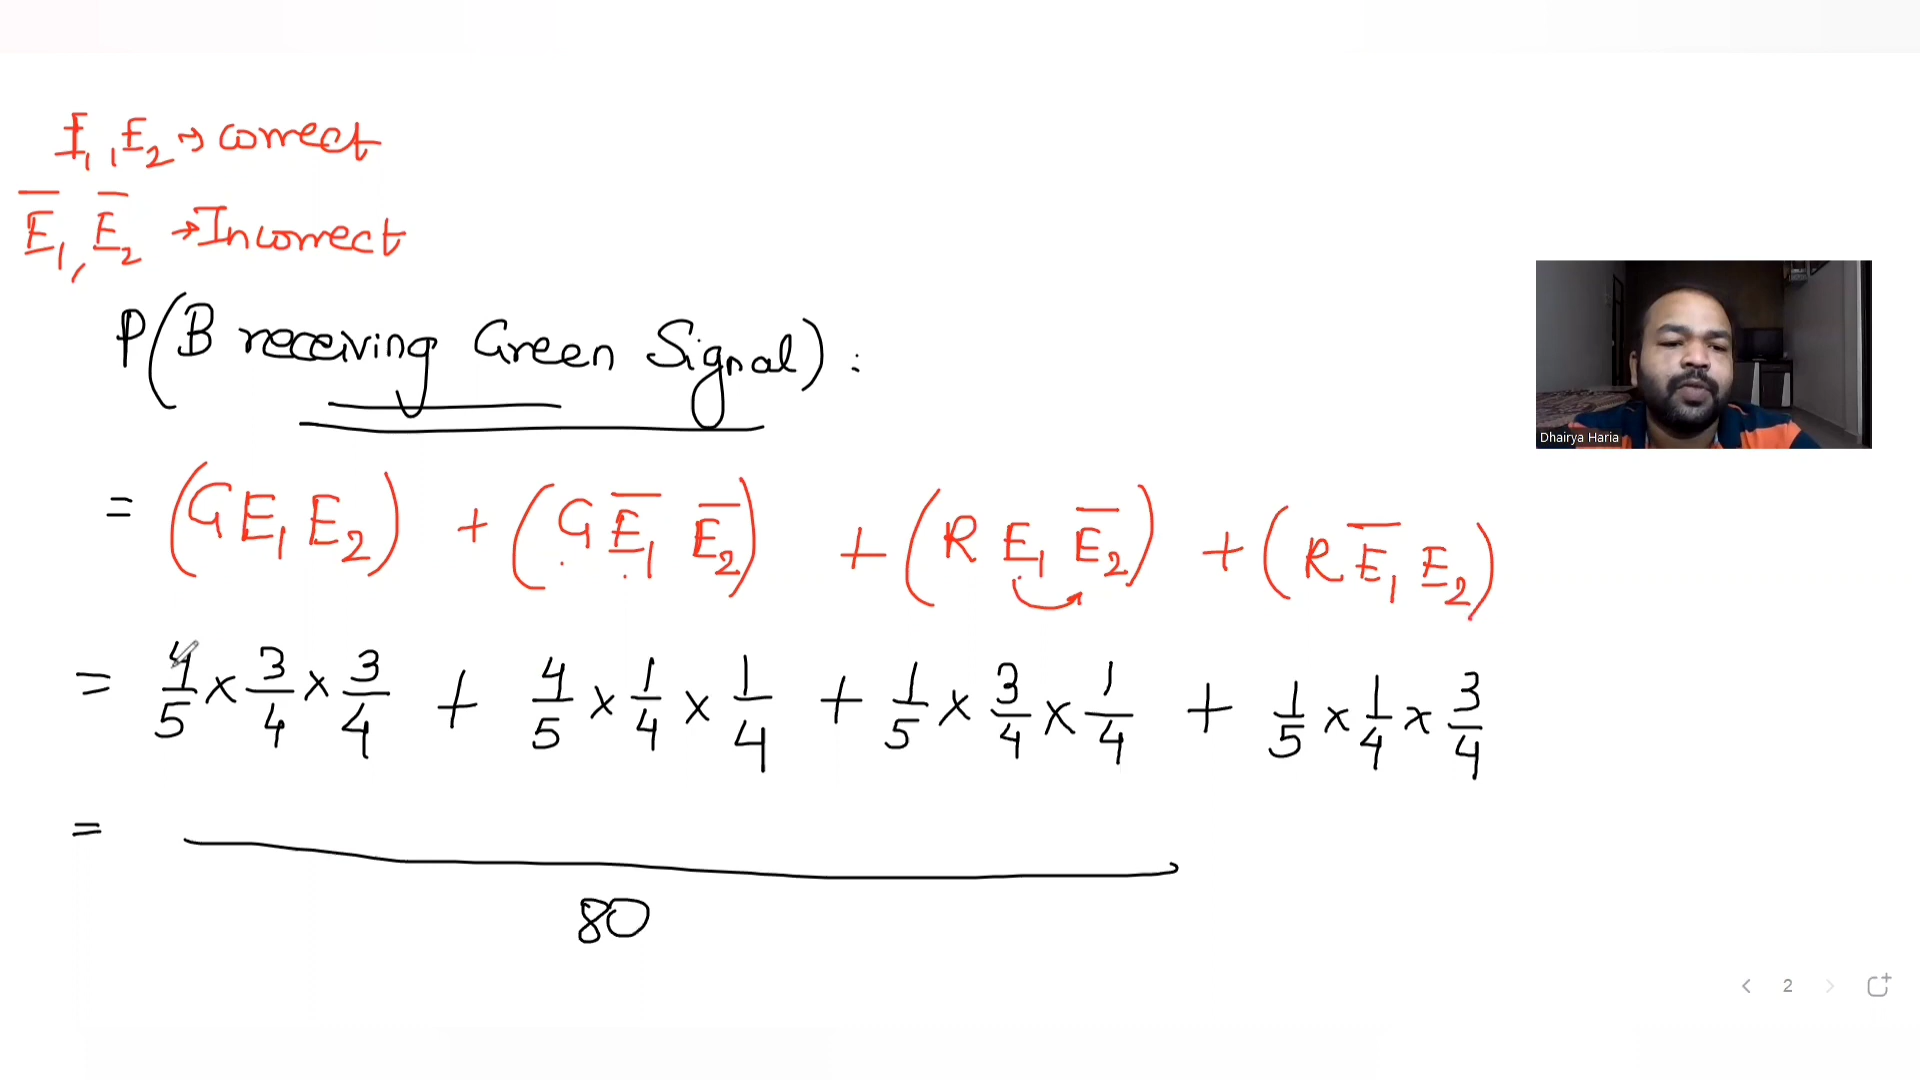 E₁, E₂ → correct
E̅₁, E̅₂ → Incorrect
P(B receiving Green Signal) :
= (G E₁ E₂) + (G E̅₁ E̅₂) + (R E₁ E̅₂) + (R E̅₁ E₂)
= 4/5 × 3/4 × 3/4 + 4/5 × 1/4 × 1/4 + 1/5 × 3/4 × 1/4 + 1/5 × 1/4 × 3/4
=
80
Dhairya Haria
2